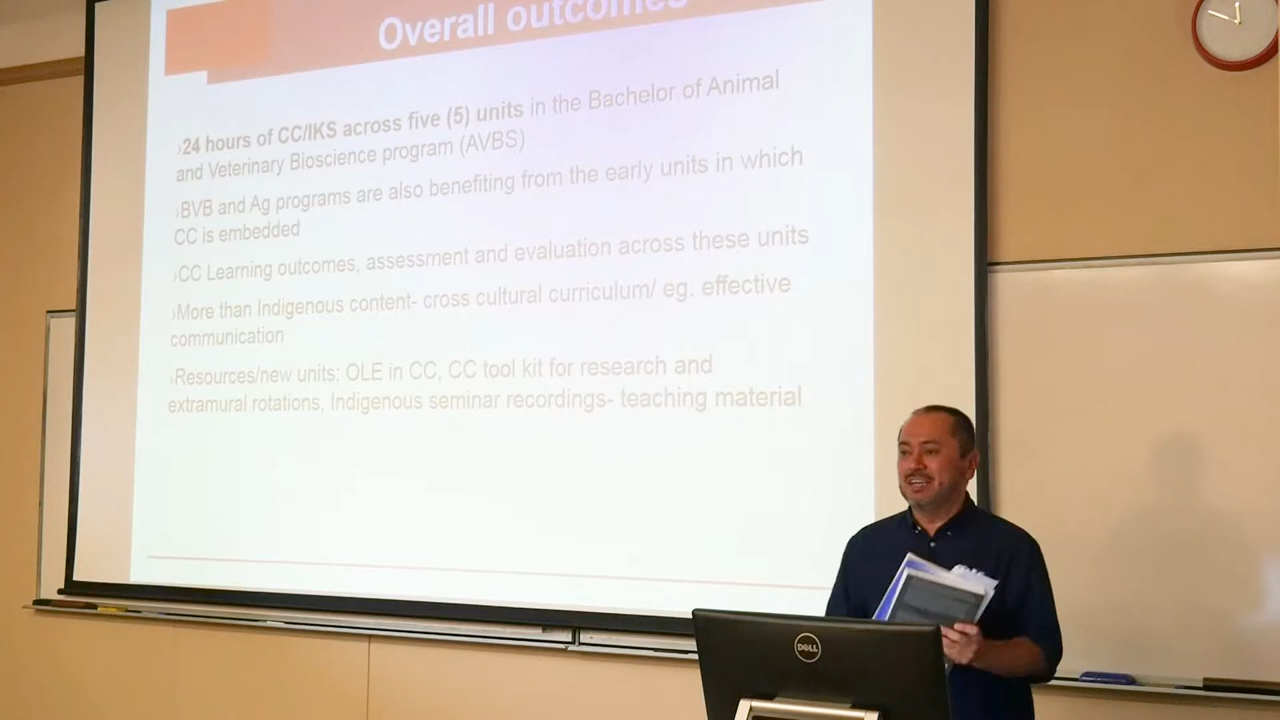 Overall outcomes
›24 hours of CC/IKS across five (5) units in the Bachelor of Animal
and Veterinary Bioscience program (AVBS)
›BVB and Ag programs are also benefiting from the early units in which
CC is embedded
›CC Learning outcomes, assessment and evaluation across these units
›More than Indigenous content- cross cultural curriculum/ eg. effective
communication
›Resources/new units: OLE in CC, CC tool kit for research and
extramural rotations, Indigenous seminar recordings- teaching material
DELL